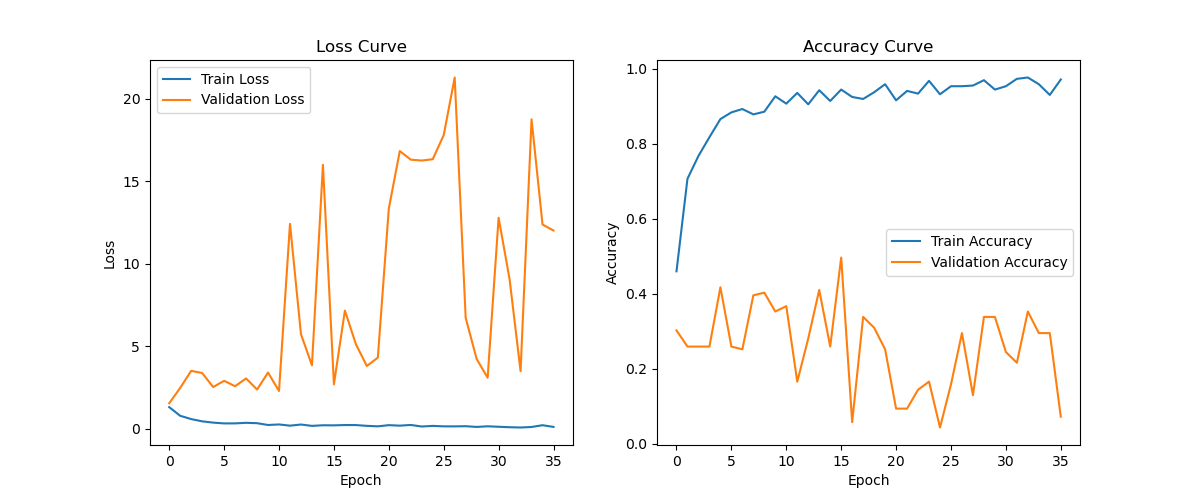 Loss Curve
Train Loss
Validation Loss
20
15
10
5
0
Loss
0 5 10 15 20 25 30 35
Epoch
Accuracy Curve
1.0
0.8
0.6
0.4
0.2
0.0
Accuracy
Train Accuracy
Validation Accuracy
0 5 10 15 20 25 30 35
Epoch